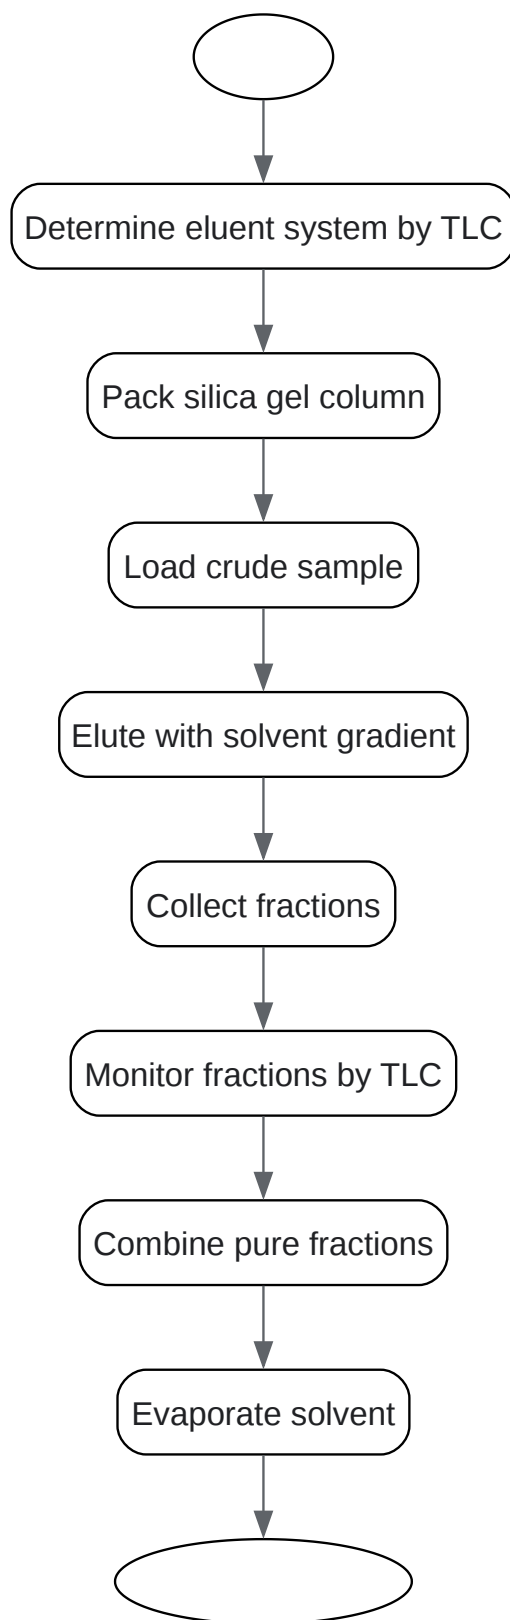 Determine eluent system by TLC
Pack silica gel column
Load crude sample
Elute with solvent gradient
Collect fractions
Monitor fractions by TLC
Combine pure fractions
Evaporate solvent